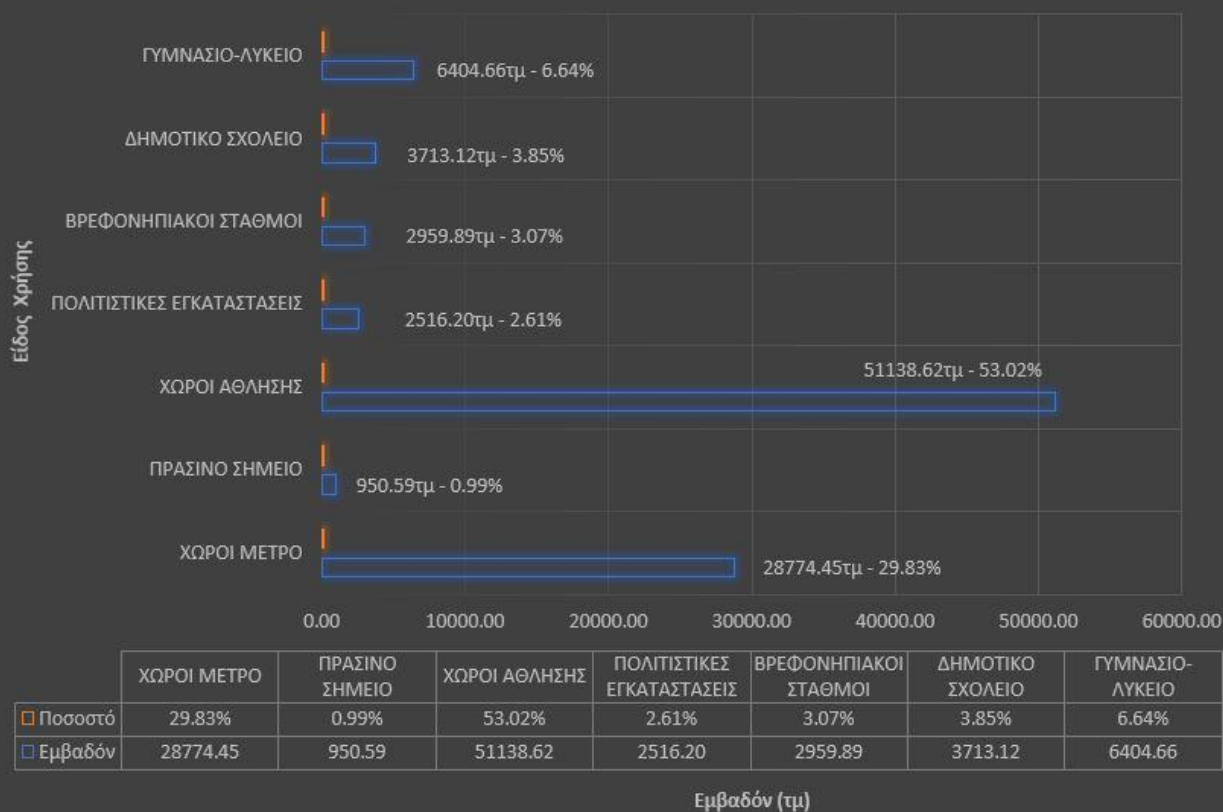 ΓΥΜΝΑΣΙΟ-ΛΥΚΕΙΟ
6404.66τμ - 6.64%
ΔΗΜΟΤΙΚΟ ΣΧΟΛΕΙΟ
3713.12τμ - 3.85%
ΒΡΕΦΟΝΗΠΙΑΚΟΙ ΣΤΑΘΜΟΙ
2959.89τμ - 3.07%
ΠΟΛΙΤΙΣΤΙΚΕΣ ΕΓΚΑΤΑΣΤΑΣΕΙΣ
2516.20τμ - 2.61%
ΧΩΡΟΙ ΑΘΛΗΣΗΣ
51138.62τμ - 53.02%
ΠΡΑΣΙΝΟ ΣΗΜΕΙΟ
950.59τμ - 0.99%
ΧΩΡΟΙ ΜΕΤΡΟ
28774.45τμ - 29.83%
Είδος Χρήσης
0.00 10000.00 20000.00 30000.00 40000.00 50000.00 60000.00
ΧΩΡΟΙ ΜΕΤΡΟ ΠΡΑΣΙΝΟ ΣΗΜΕΙΟ ΧΩΡΟΙ ΑΘΛΗΣΗΣ ΠΟΛΙΤΙΣΤΙΚΕΣ ΕΓΚΑΤΑΣΤΑΣΕΙΣ ΒΡΕΦΟΝΗΠΙΑΚΟΙ ΣΤΑΘΜΟΙ ΔΗΜΟΤΙΚΟ ΣΧΟΛΕΙΟ ΓΥΜΝΑΣΙΟ-ΛΥΚΕΙΟ
Ποσοστό 29.83% 0.99% 53.02% 2.61% 3.07% 3.85% 6.64%
Εμβαδόν 28774.45 950.59 51138.62 2516.20 2959.89 3713.12 6404.66
Εμβαδόν (τμ)